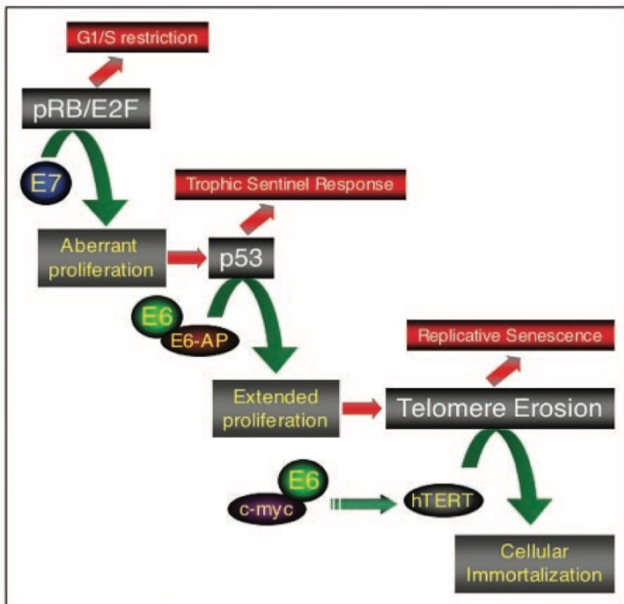 G1/S restriction
pRB/E2F
E7
Trophic Sentinel Response
Aberrant
proliferation
p53
E6
E6-AP
Replicative Senescence
Extended
proliferation
Telomere Erosion
E6
c-myc
hTERT
Cellular
Immortalization